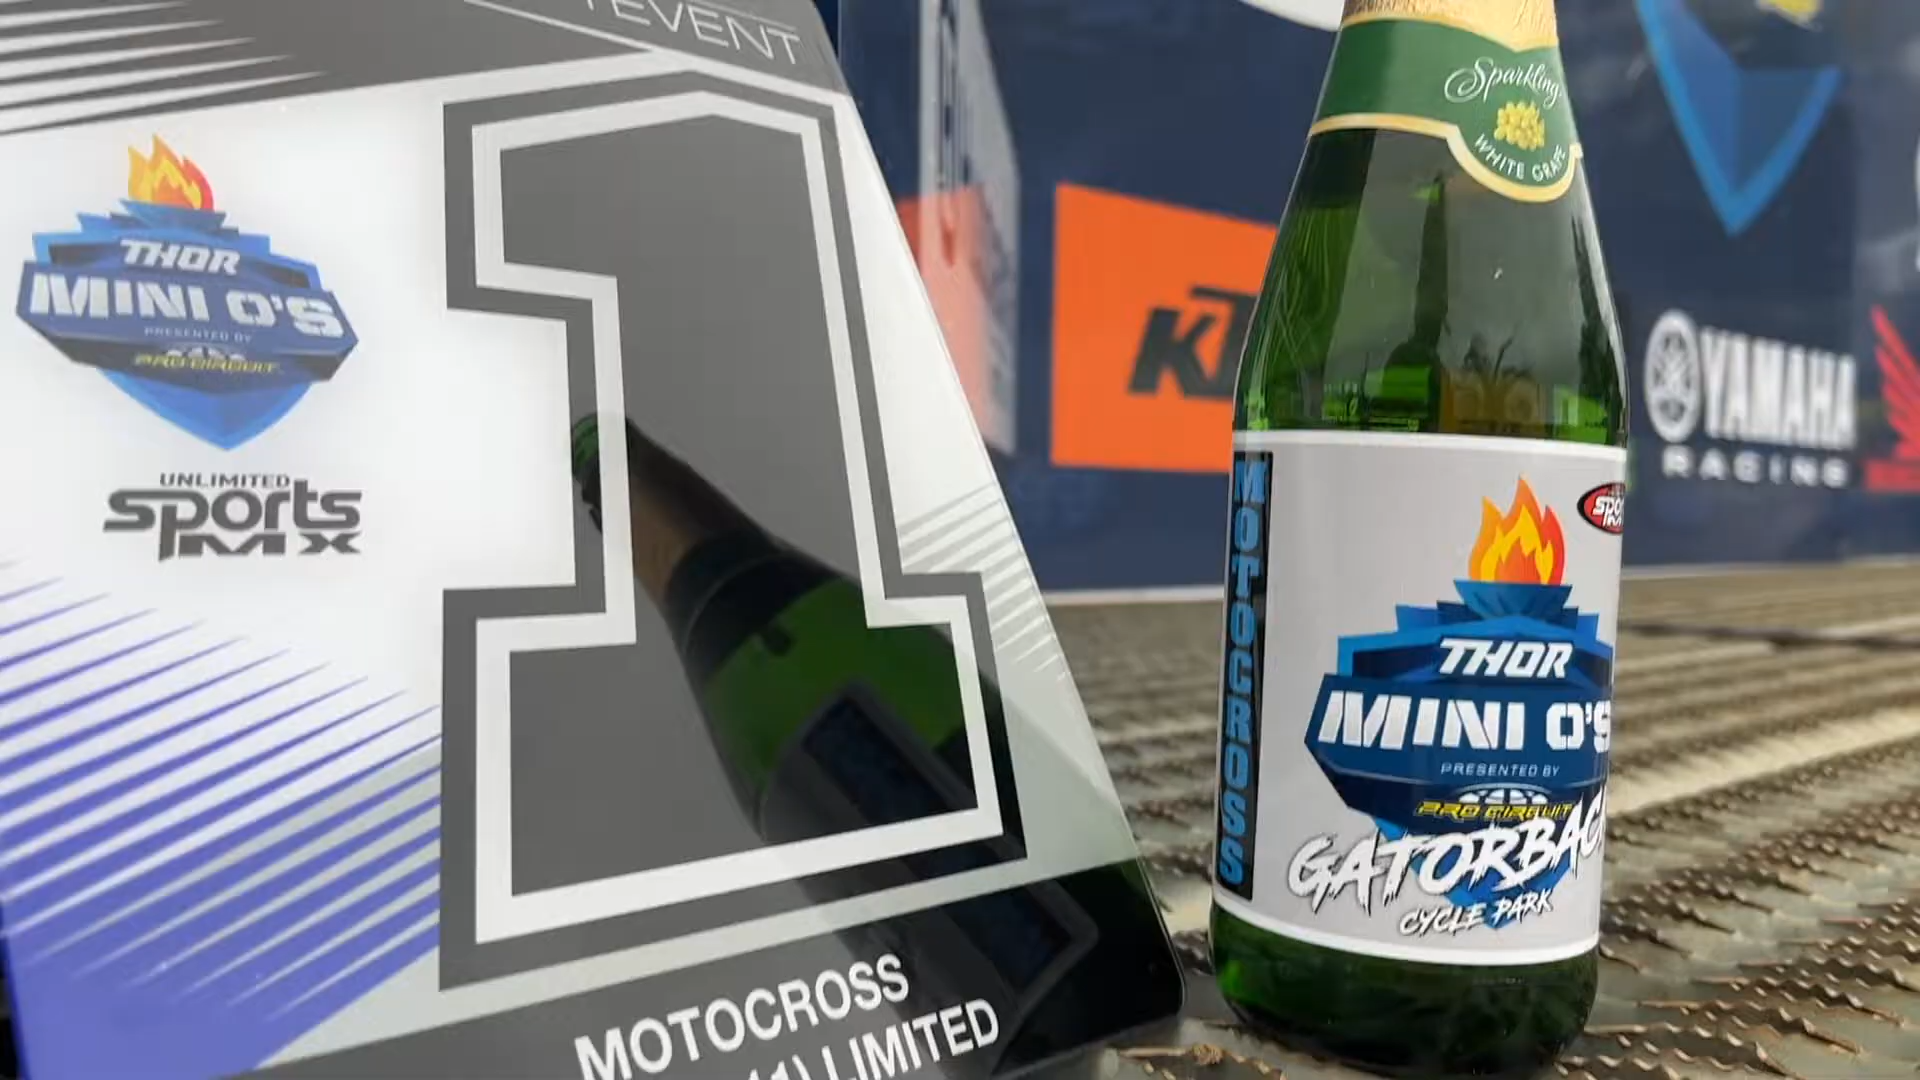 EVENT
1
THOR
MINI O'S
PRESENTED BY
PRO CIRCUIT
UNLIMITED
sports
MX
MOTOCROSS
LIMITED
KT
Sparkling
WHITE GRAPE
MOTOCROSS
THOR
MINI O'S
PRESENTED BY
PRO CIRCUIT
GATORBAC
CYCLE PARK
YAMAHA
RACING